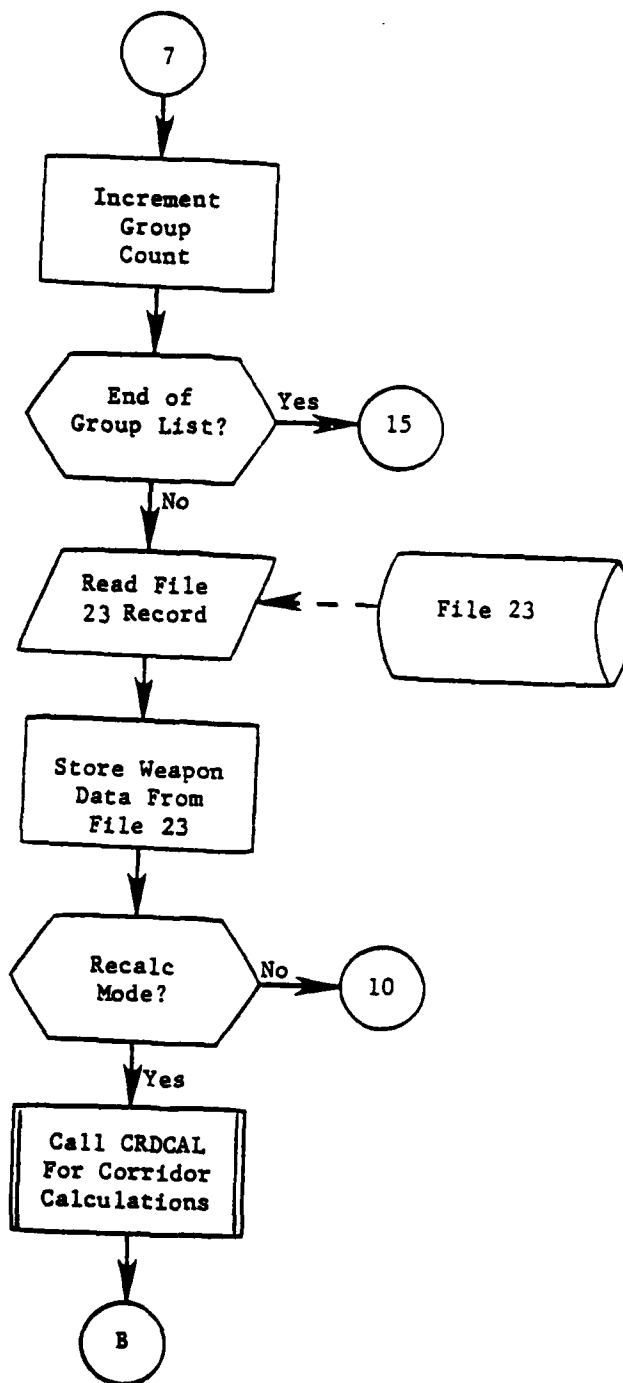 7
Increment
Group
Count
End of
Group List?
Yes
15
No
Read File
23 Record
File 23
Store Weapon
Data From
File 23
Recalc
Mode?
No
10
Yes
Call CRDCAL
For Corridor
Calculations
B